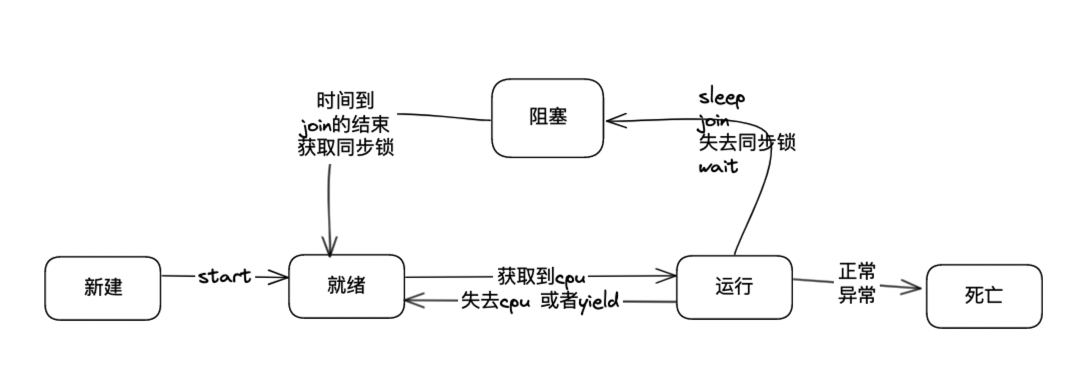 sleep
阻塞
时间到
join的结束
获取同步锁
join
失去同步锁
wait
新建
start
就绪
获取到cpu
失去cpu 或者yield
运行
正常
异常
死亡